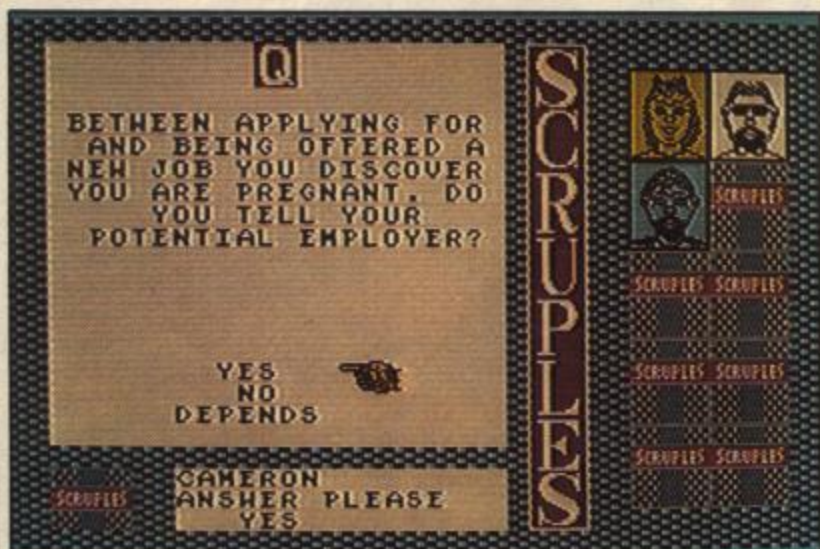 Q
BETWEEN APPLYING FOR
AND BEING OFFERED A
NEW JOB YOU DISCOVER
YOU ARE PREGNANT. DO
YOU TELL YOUR
POTENTIAL EMPLOYER?
YES
NO
DEPENDS
SCRUPLES
CAMERON
ANSWER PLEASE
YES
SCRUPLES
SCRUPLES
SCRUPLES SCRUPLES
SCRUPLES SCRUPLES
SCRUPLES SCRUPLES